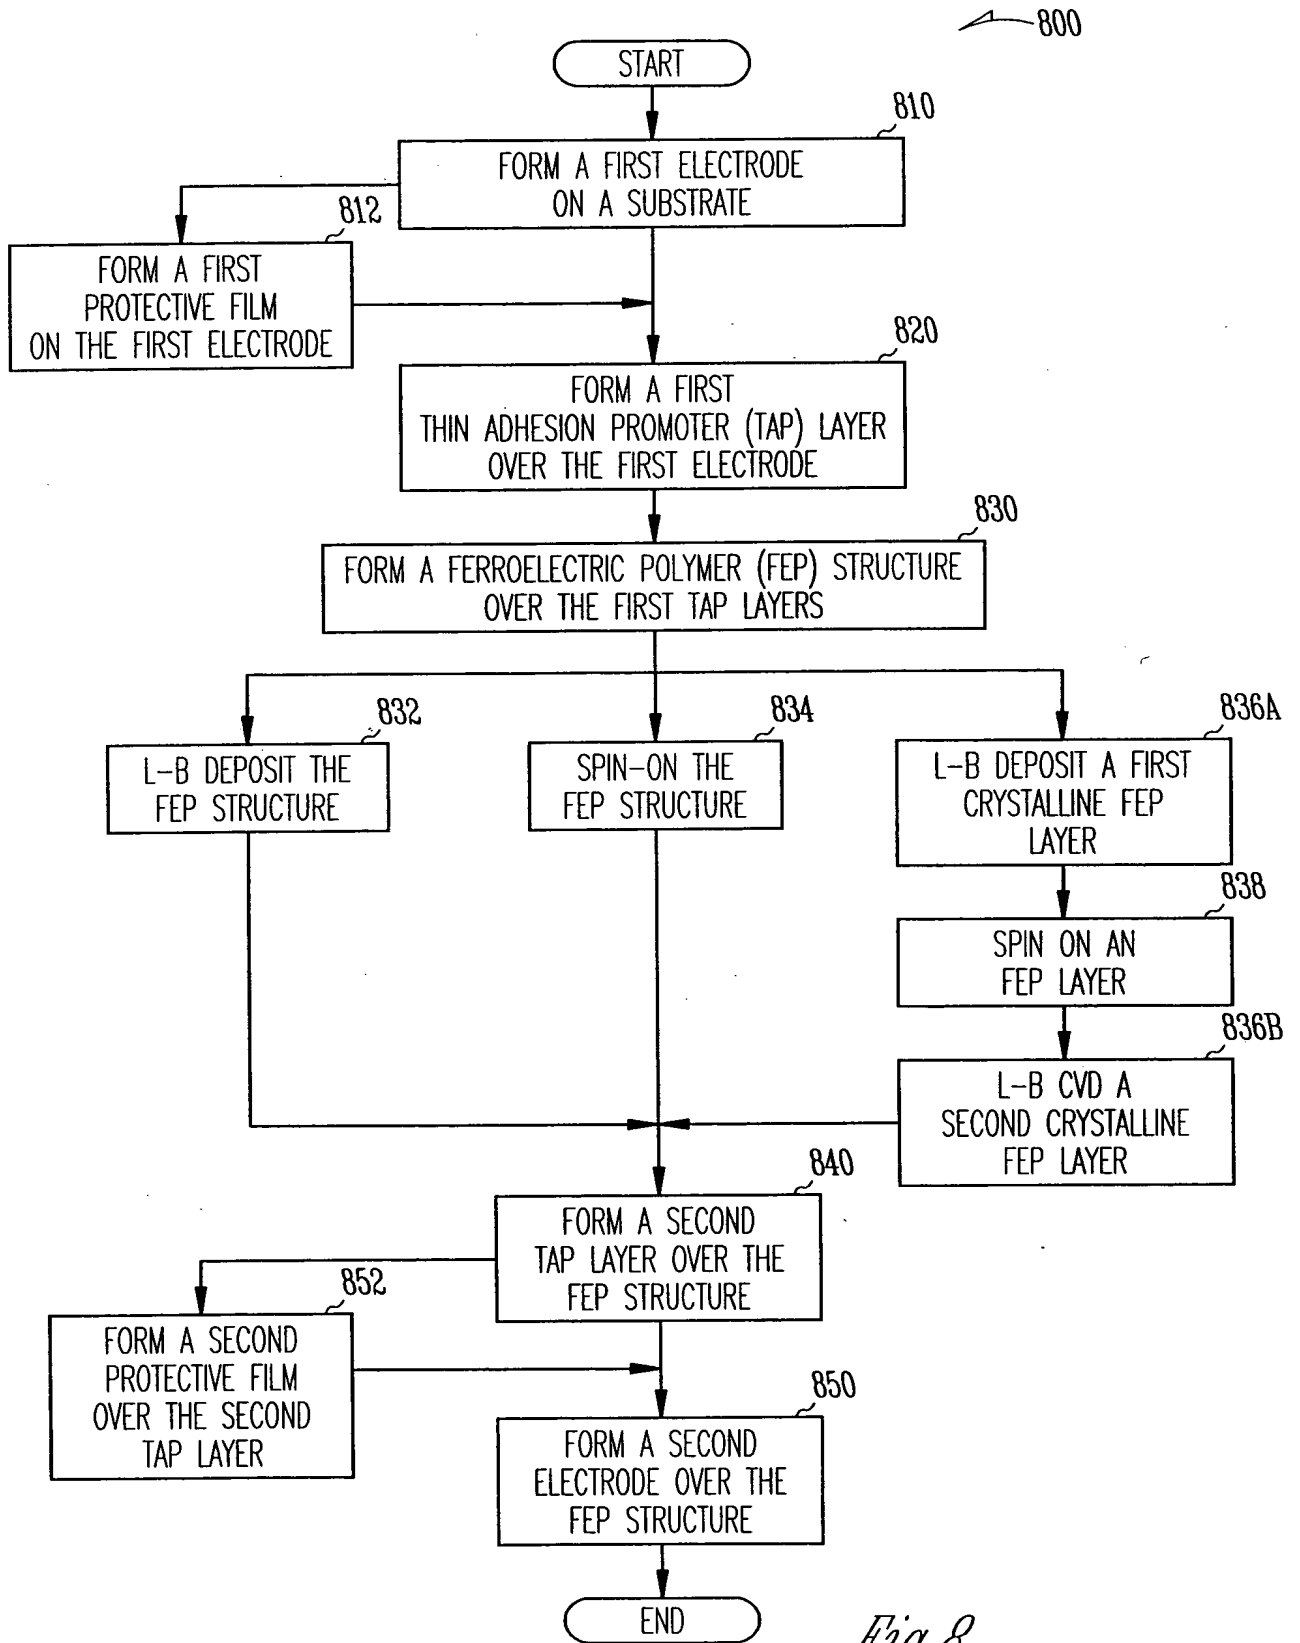 800
START
810
FORM A FIRST ELECTRODE
ON A SUBSTRATE
812
FORM A FIRST
PROTECTIVE FILM
ON THE FIRST ELECTRODE
820
FORM A FIRST
THIN ADHESION PROMOTER (TAP) LAYER
OVER THE FIRST ELECTRODE
830
FORM A FERROELECTRIC POLYMER (FEP) STRUCTURE
OVER THE FIRST TAP LAYERS
832
L-B DEPOSIT THE
FEP STRUCTURE
834
SPIN-ON THE
FEP STRUCTURE
836A
L-B DEPOSIT A FIRST
CRYSTALLINE FEP
LAYER
838
SPIN ON AN
FEP LAYER
836B
L-B CVD A
SECOND CRYSTALLINE
FEP LAYER
840
FORM A SECOND
TAP LAYER OVER THE
FEP STRUCTURE
852
FORM A SECOND
PROTECTIVE FILM
OVER THE SECOND
TAP LAYER
850
FORM A SECOND
ELECTRODE OVER THE
FEP STRUCTURE
END
Fig.8